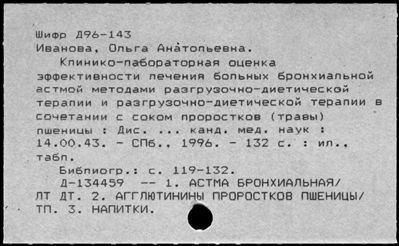 Шифр Д96-143
Иванова, Ольга Анатольевна.
Клинико-лабораторная оценка
эффективности лечения больных бронхиальной
астмой методами разгрузочно-диетической
терапии и разгрузочно-диетической терапии в
сочетании с соком проростков (травы)
пшеницы : Дис. ... канд. мед. наук :
14.00.43. - СПб., 1996. - 132 с. : ил.,
табл.
Библиогр.: с. 119-132.
Д-134459 -- 1. АСТМА БРОНХИАЛЬНАЯ/
ЛТ ДТ. 2. АГГЛЮТИНИНЫ ПРОРОСТКОВ ПШЕНИЦЫ/
ТП. 3. НАПИТКИ.